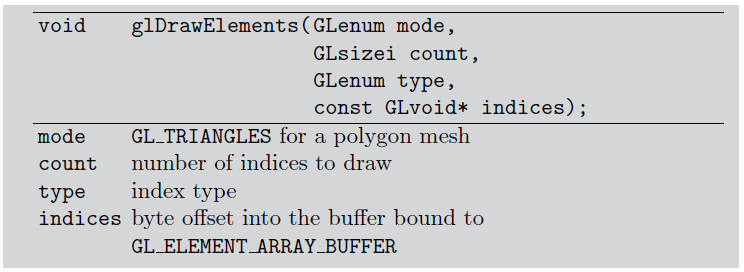 void glDrawElements(GLenum mode,
GLsizei count,
GLenum type,
const GLvoid* indices);
mode GL_TRIANGLES for a polygon mesh
count number of indices to draw
type index type
indices byte offset into the buffer bound to
GL_ELEMENT_ARRAY_BUFFER